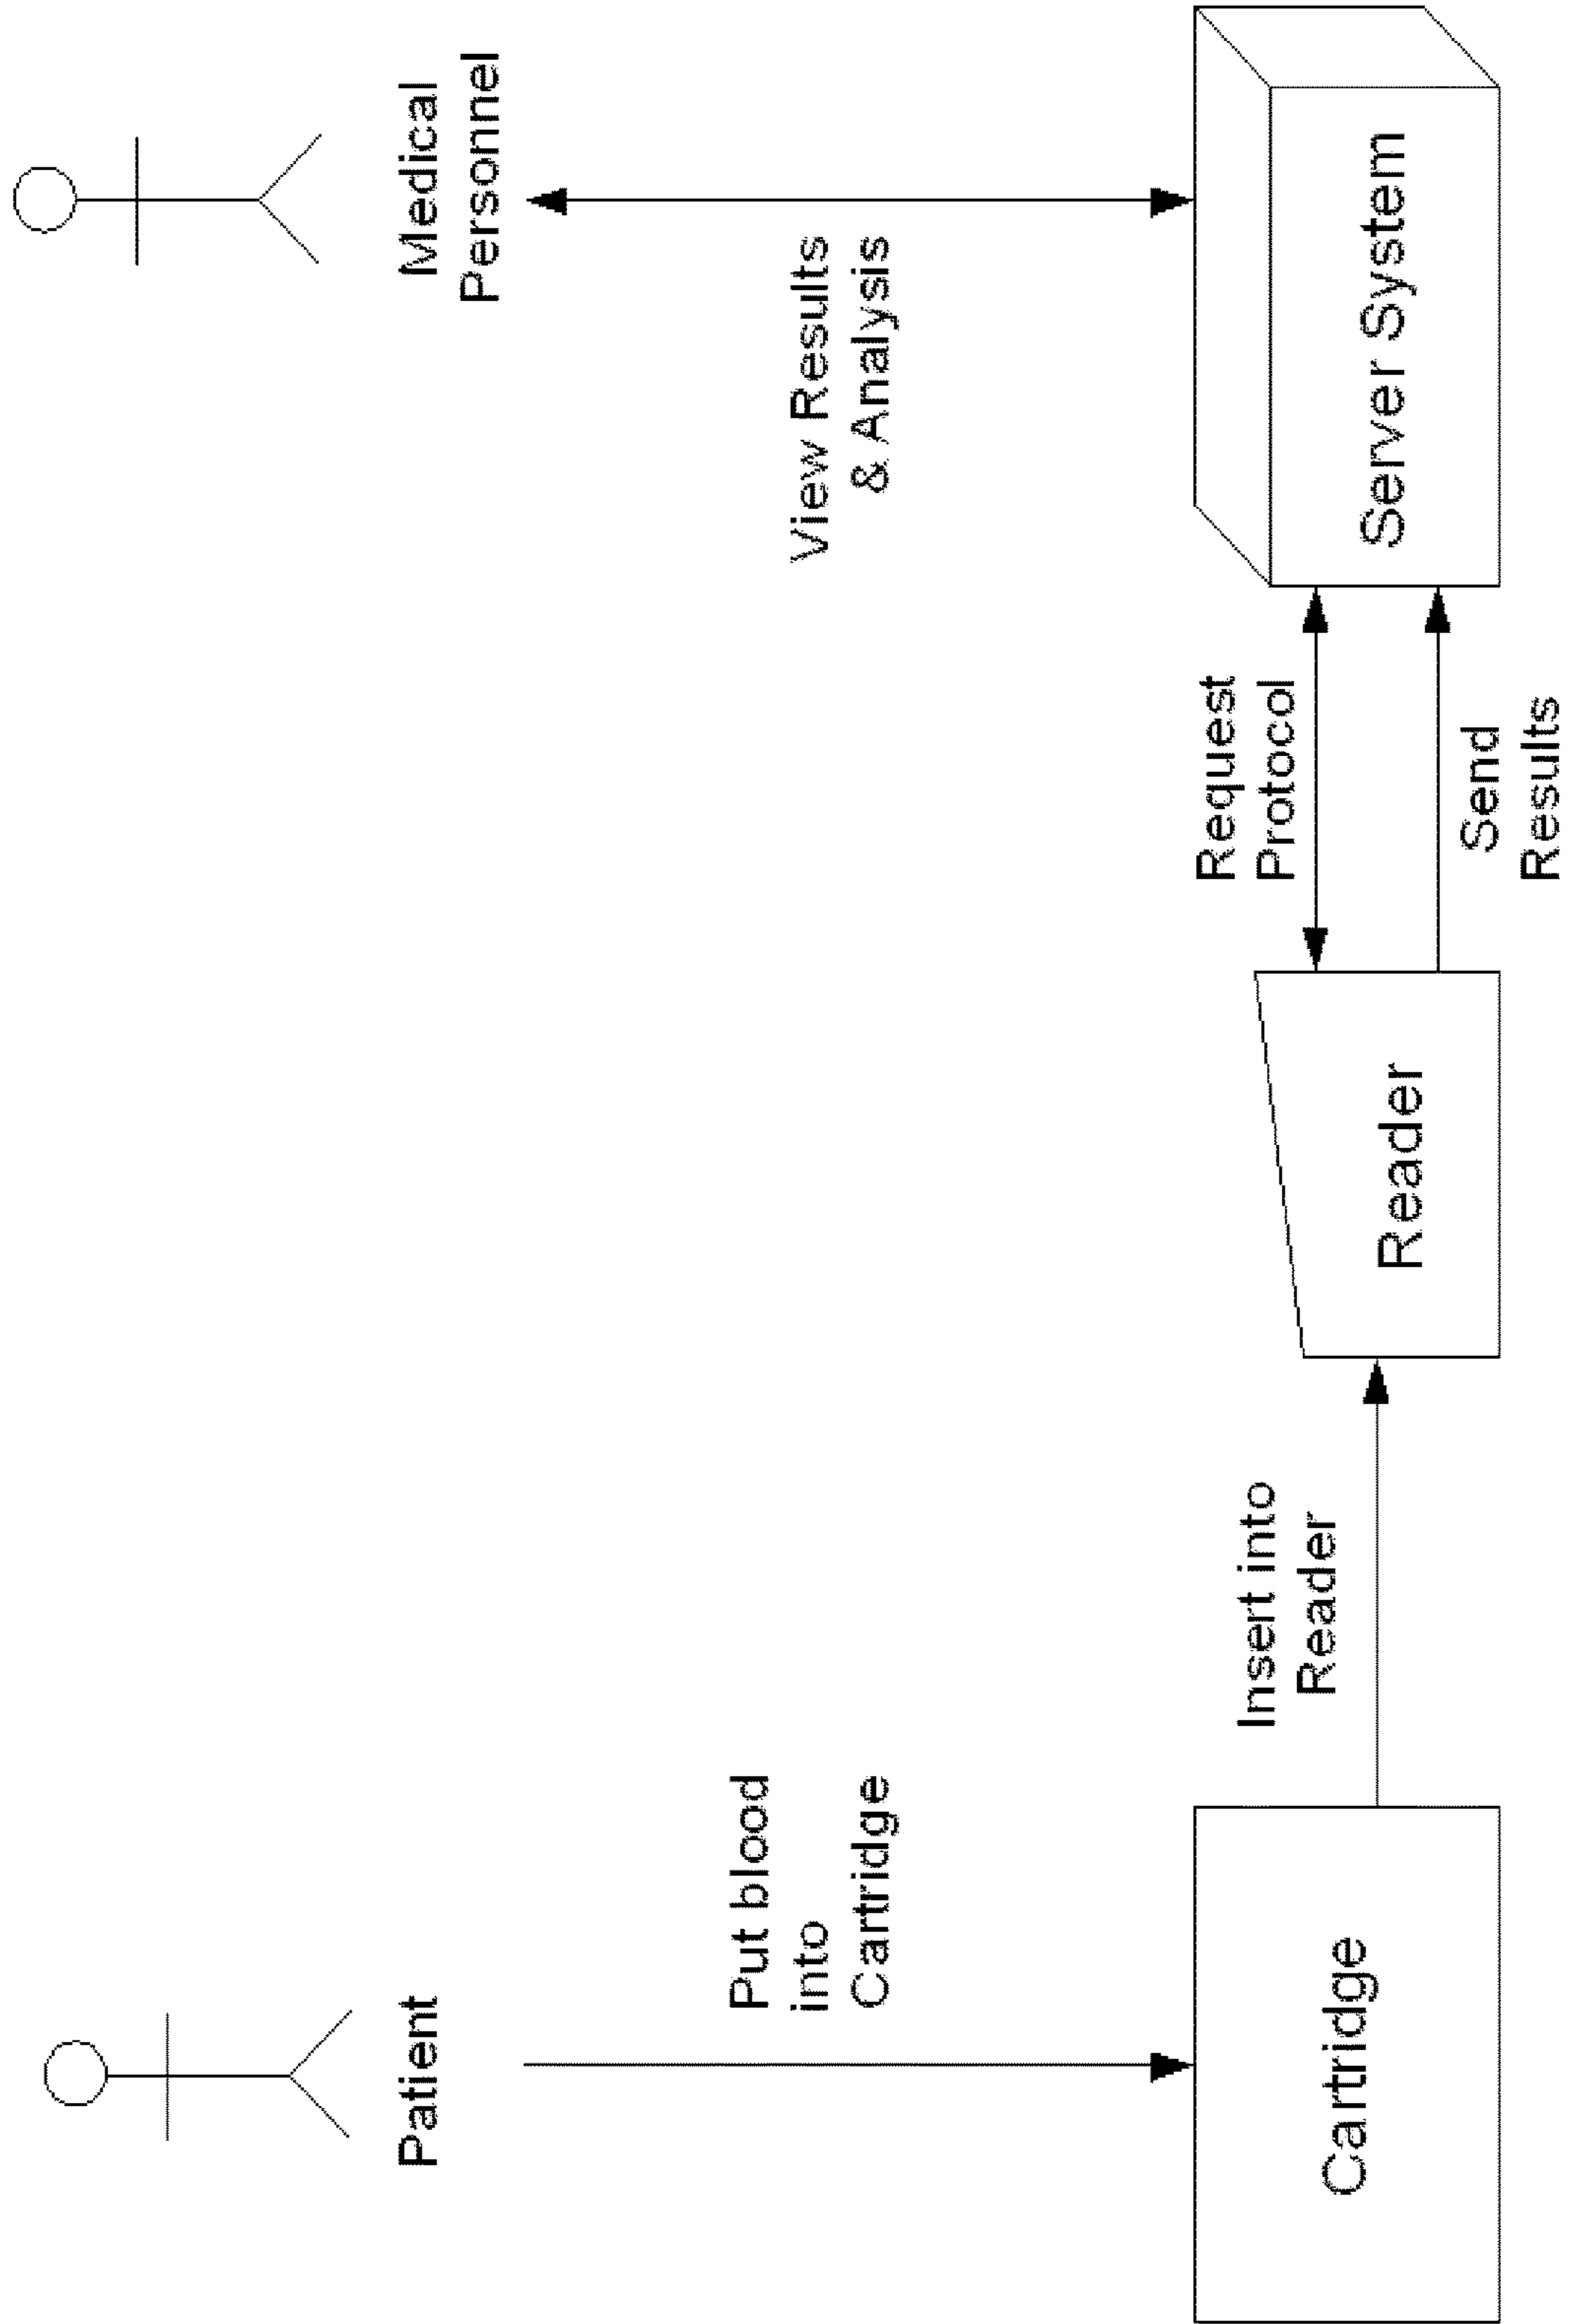 Patient
Put blood
into
Cartridge
Cartridge
Insert into
Reader
Reader
Request
Protocol
Send
Results
Medical
Personnel
View Results
& Analysis
Server System